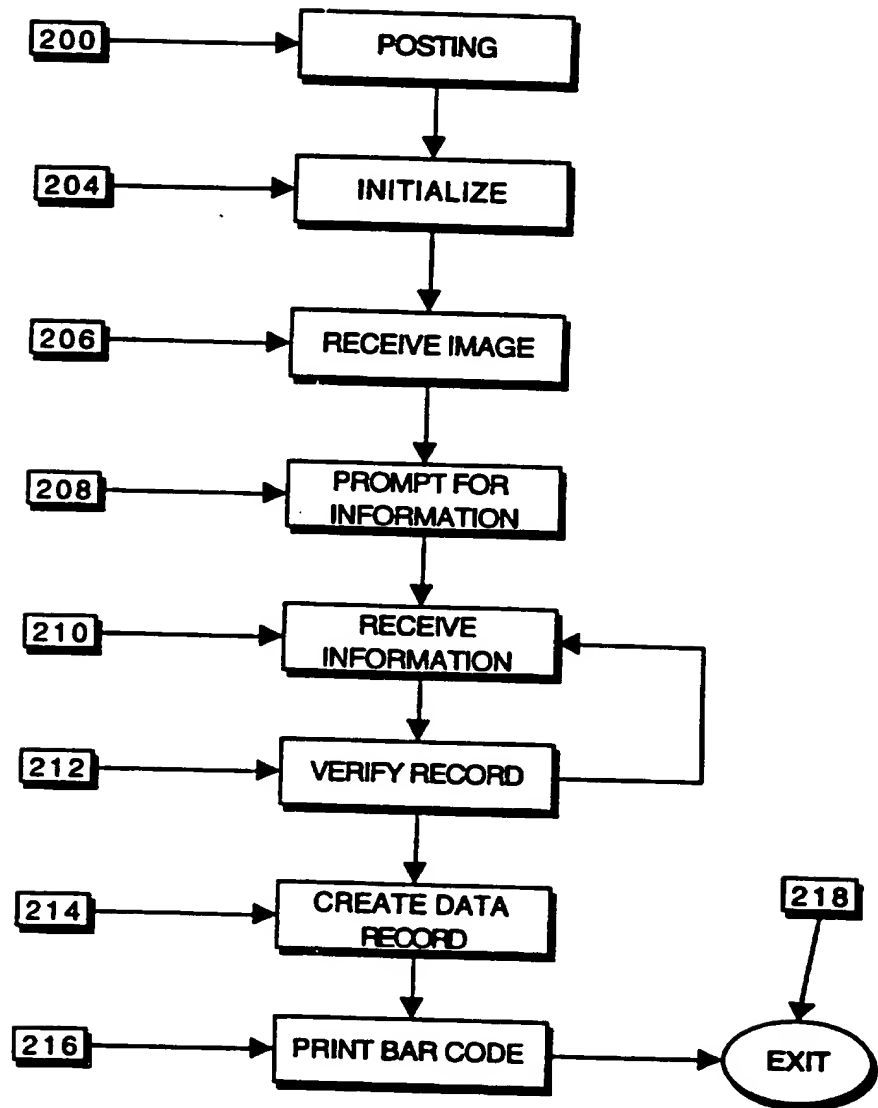 200
POSTING
204
INITIALIZE
206
RECEIVE IMAGE
208
PROMPT FOR
INFORMATION
210
RECEIVE
INFORMATION
212
VERIFY RECORD
214
CREATE DATA
RECORD
218
216
PRINT BAR CODE
EXIT